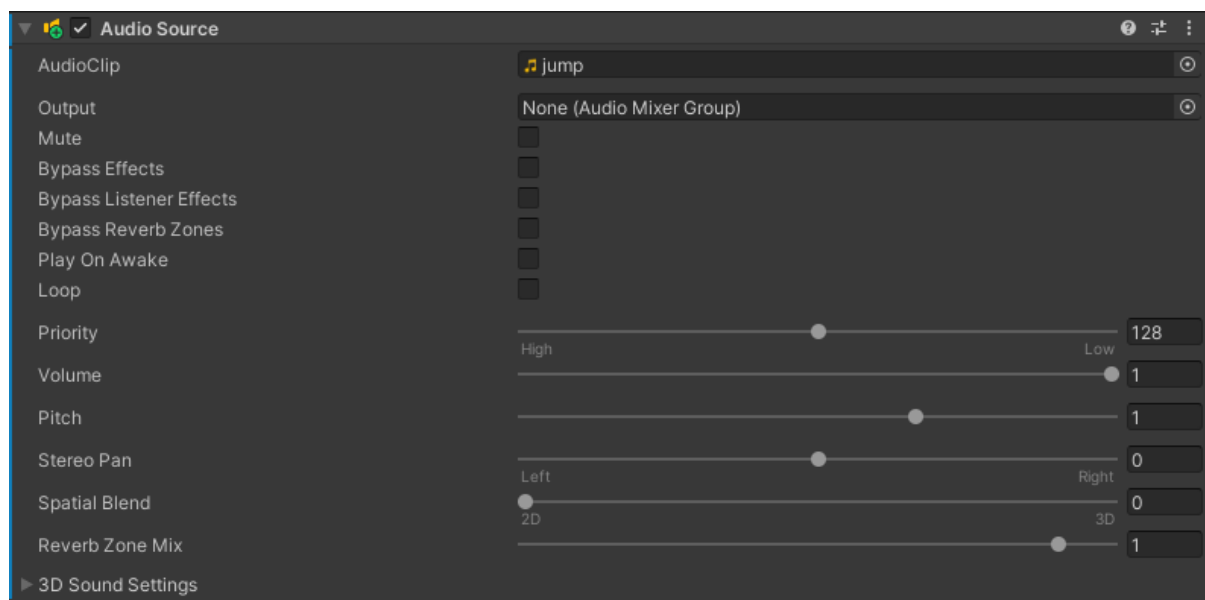 Audio Source
AudioClip jump
Output None (Audio Mixer Group)
Mute
Bypass Effects
Bypass Listener Effects
Bypass Reverb Zones
Play On Awake
Loop
Priority 128
High Low
Volume 1
Pitch 1
Stereo Pan 0
Left Right
Spatial Blend 0
2D 3D
Reverb Zone Mix 1
3D Sound Settings